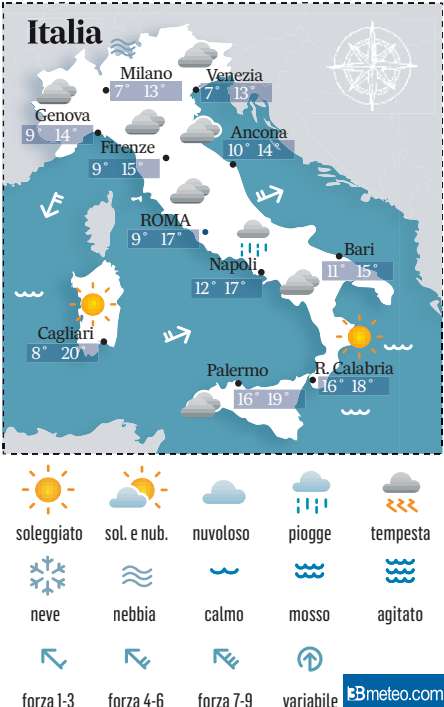 Italia
Milano
7° 13°
Venezia
7° 13°
Genova
9° 14°
Firenze
9° 15°
Ancona
10° 14°
ROMA
9° 17°
Napoli
12° 17°
Bari
11° 15°
Cagliari
8° 20°
Palermo
16° 19°
R. Calabria
16° 18°
soleggiato sol. e nub. nuvoloso piogge tempesta
neve nebbia calmo mosso agitato
forza 1-3 forza 4-6 forza 7-9 variabile
3Bmeteo.com